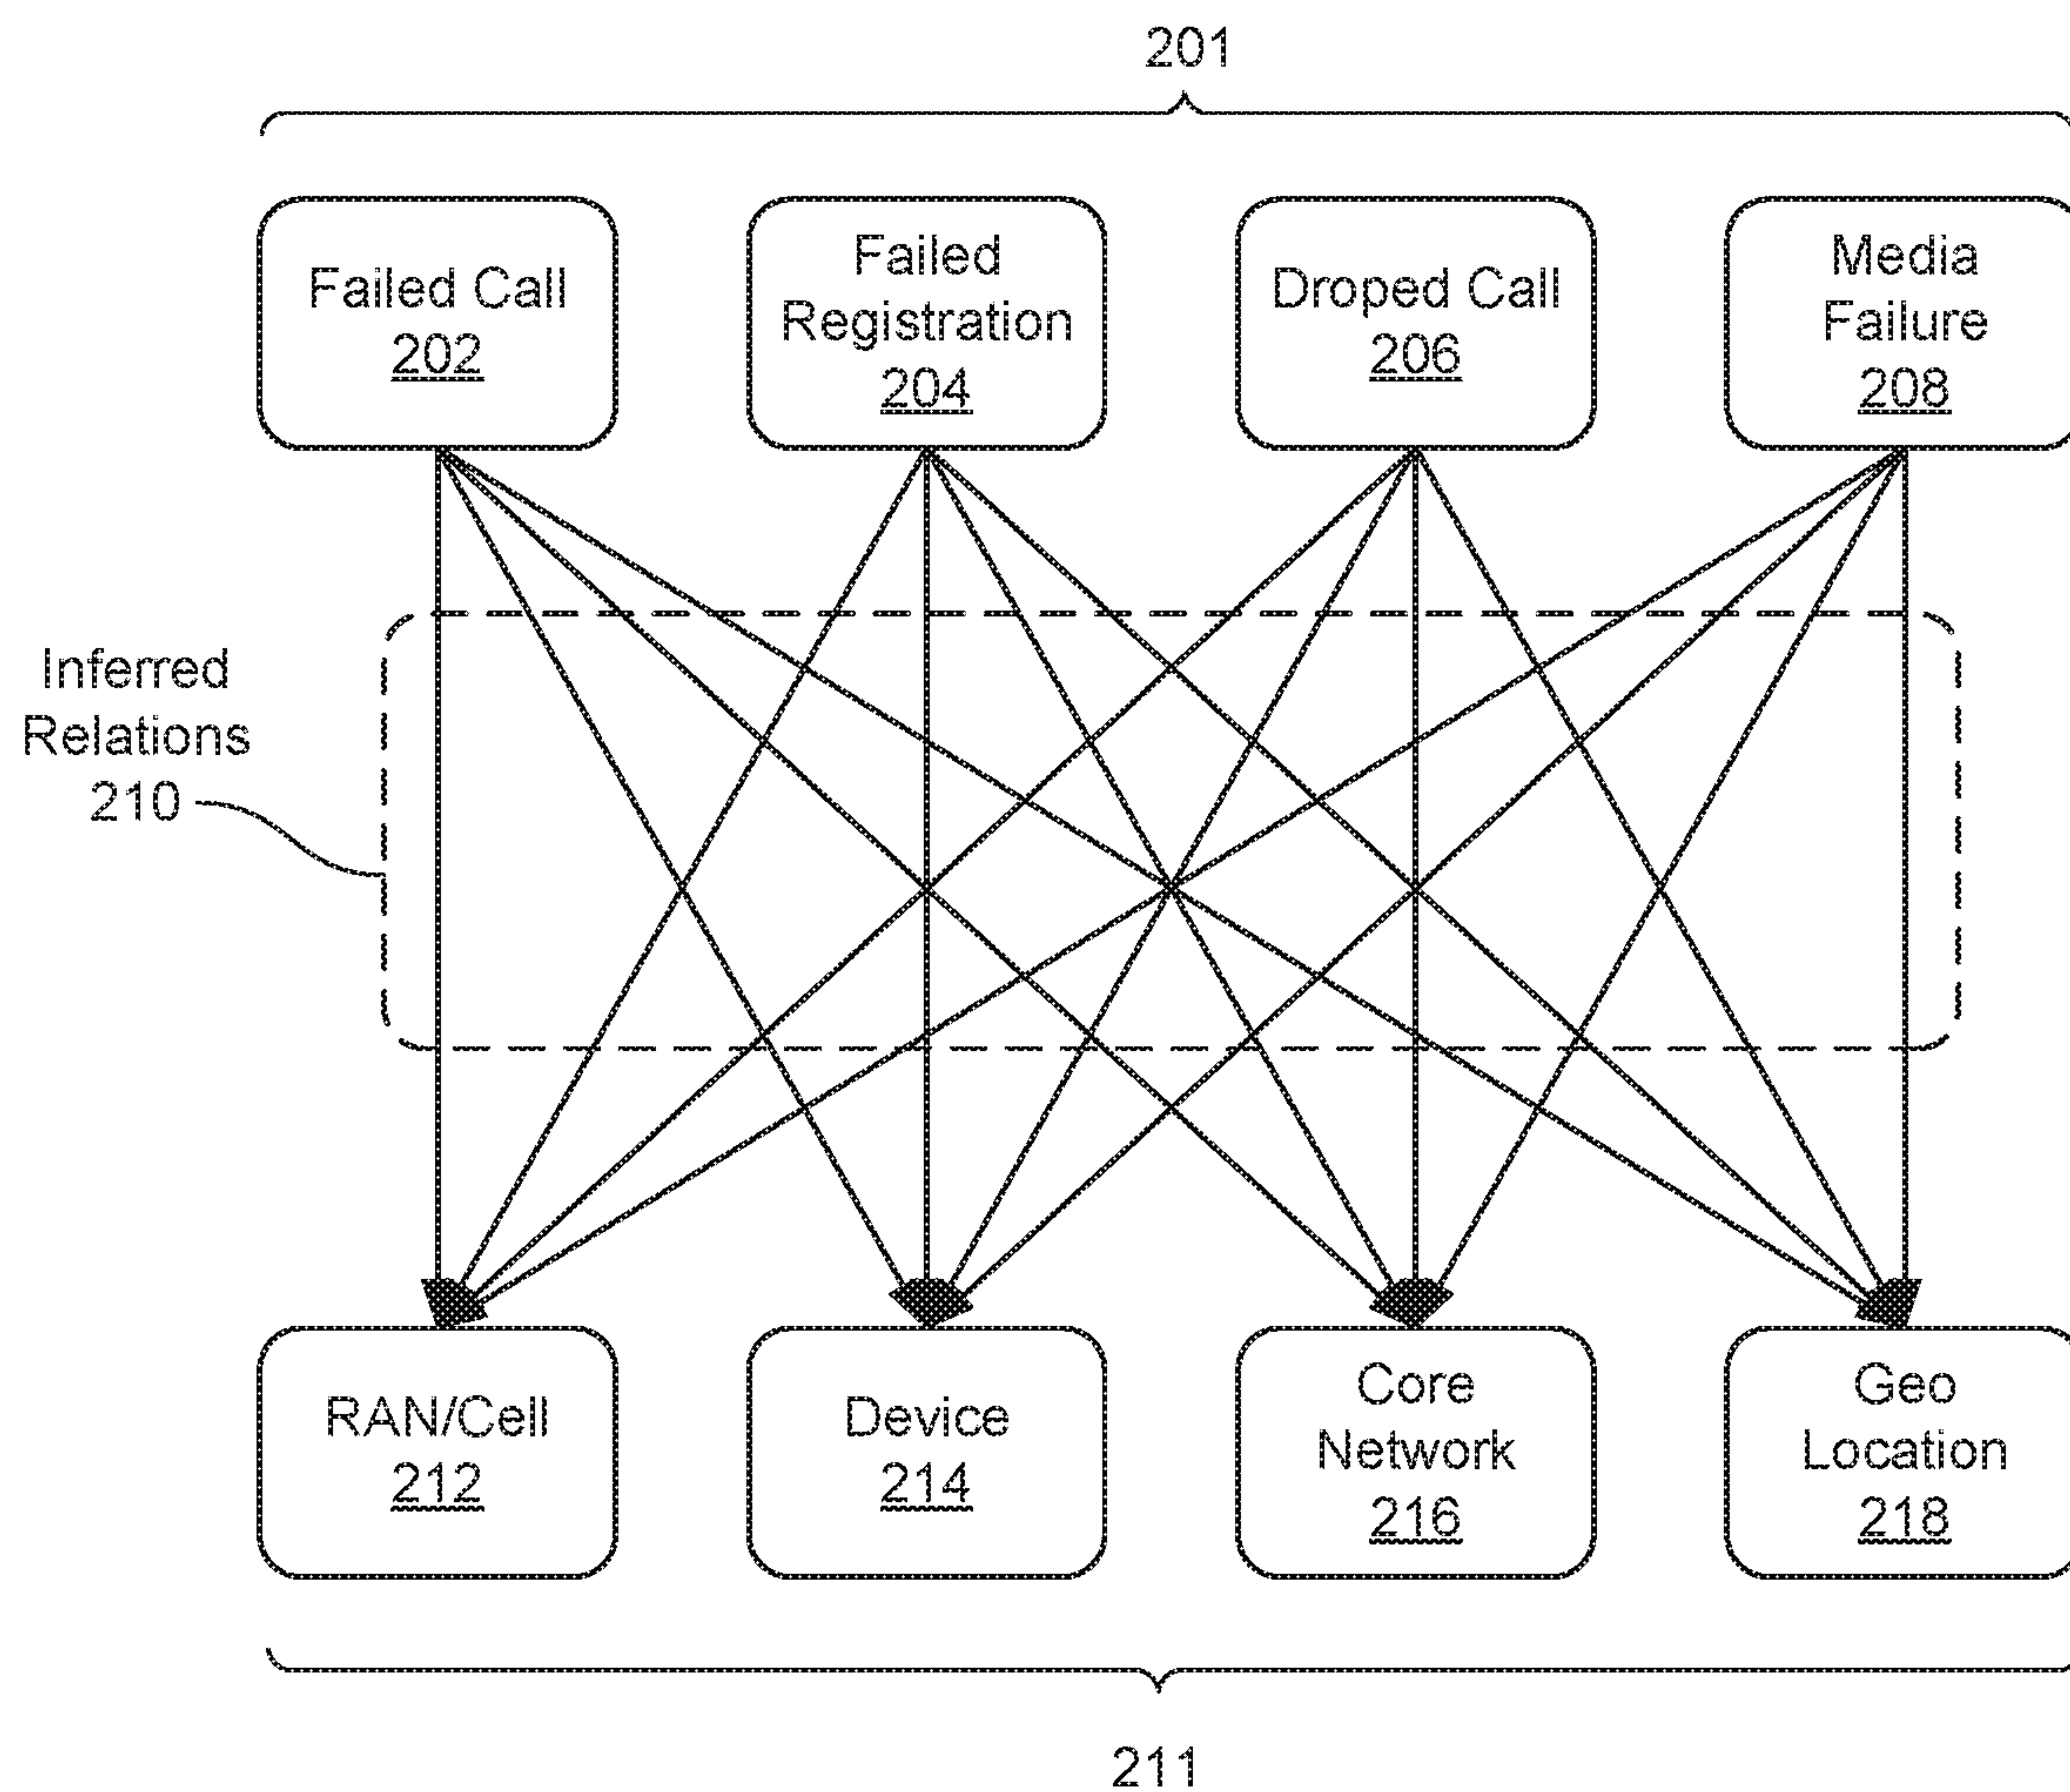 201
Failed Call
202
Failed
Registration
204
Droped Call
206
Media
Failure
208
Inferred
Relations
210
RAN/Cell
212
Device
214
Core
Network
216
Geo
Location
218
211